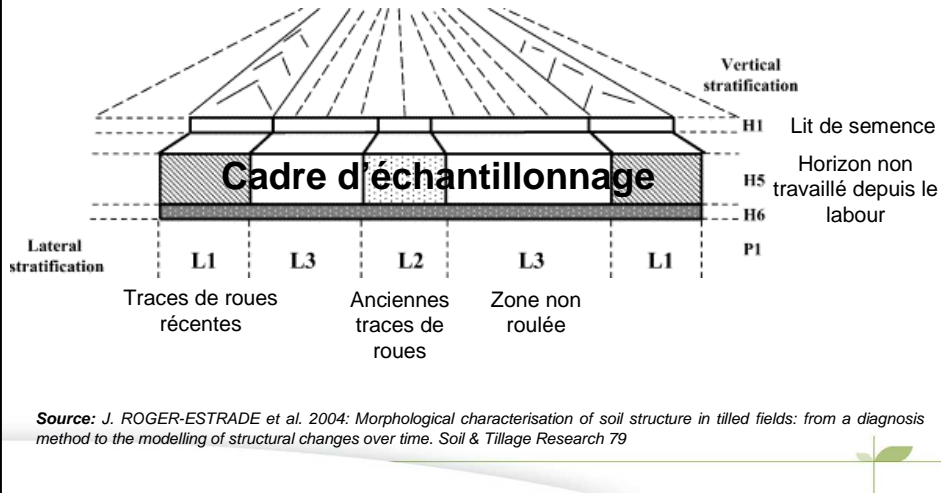 Vertical
stratification
H1
Lit de semence
Cadre d'échantillonnage
H5
Horizon non
travaillé depuis le
labour
H6
Lateral
stratification
L1
L3
L2
L3
L1
P1
Traces de roues
récentes
Anciennes
traces de
roues
Zone non
roulée
Source: J. ROGER-ESTRADE et al. 2004: Morphological characterisation of soil structure in tilled fields: from a diagnosis
method to the modelling of structural changes over time. Soil & Tillage Research 79